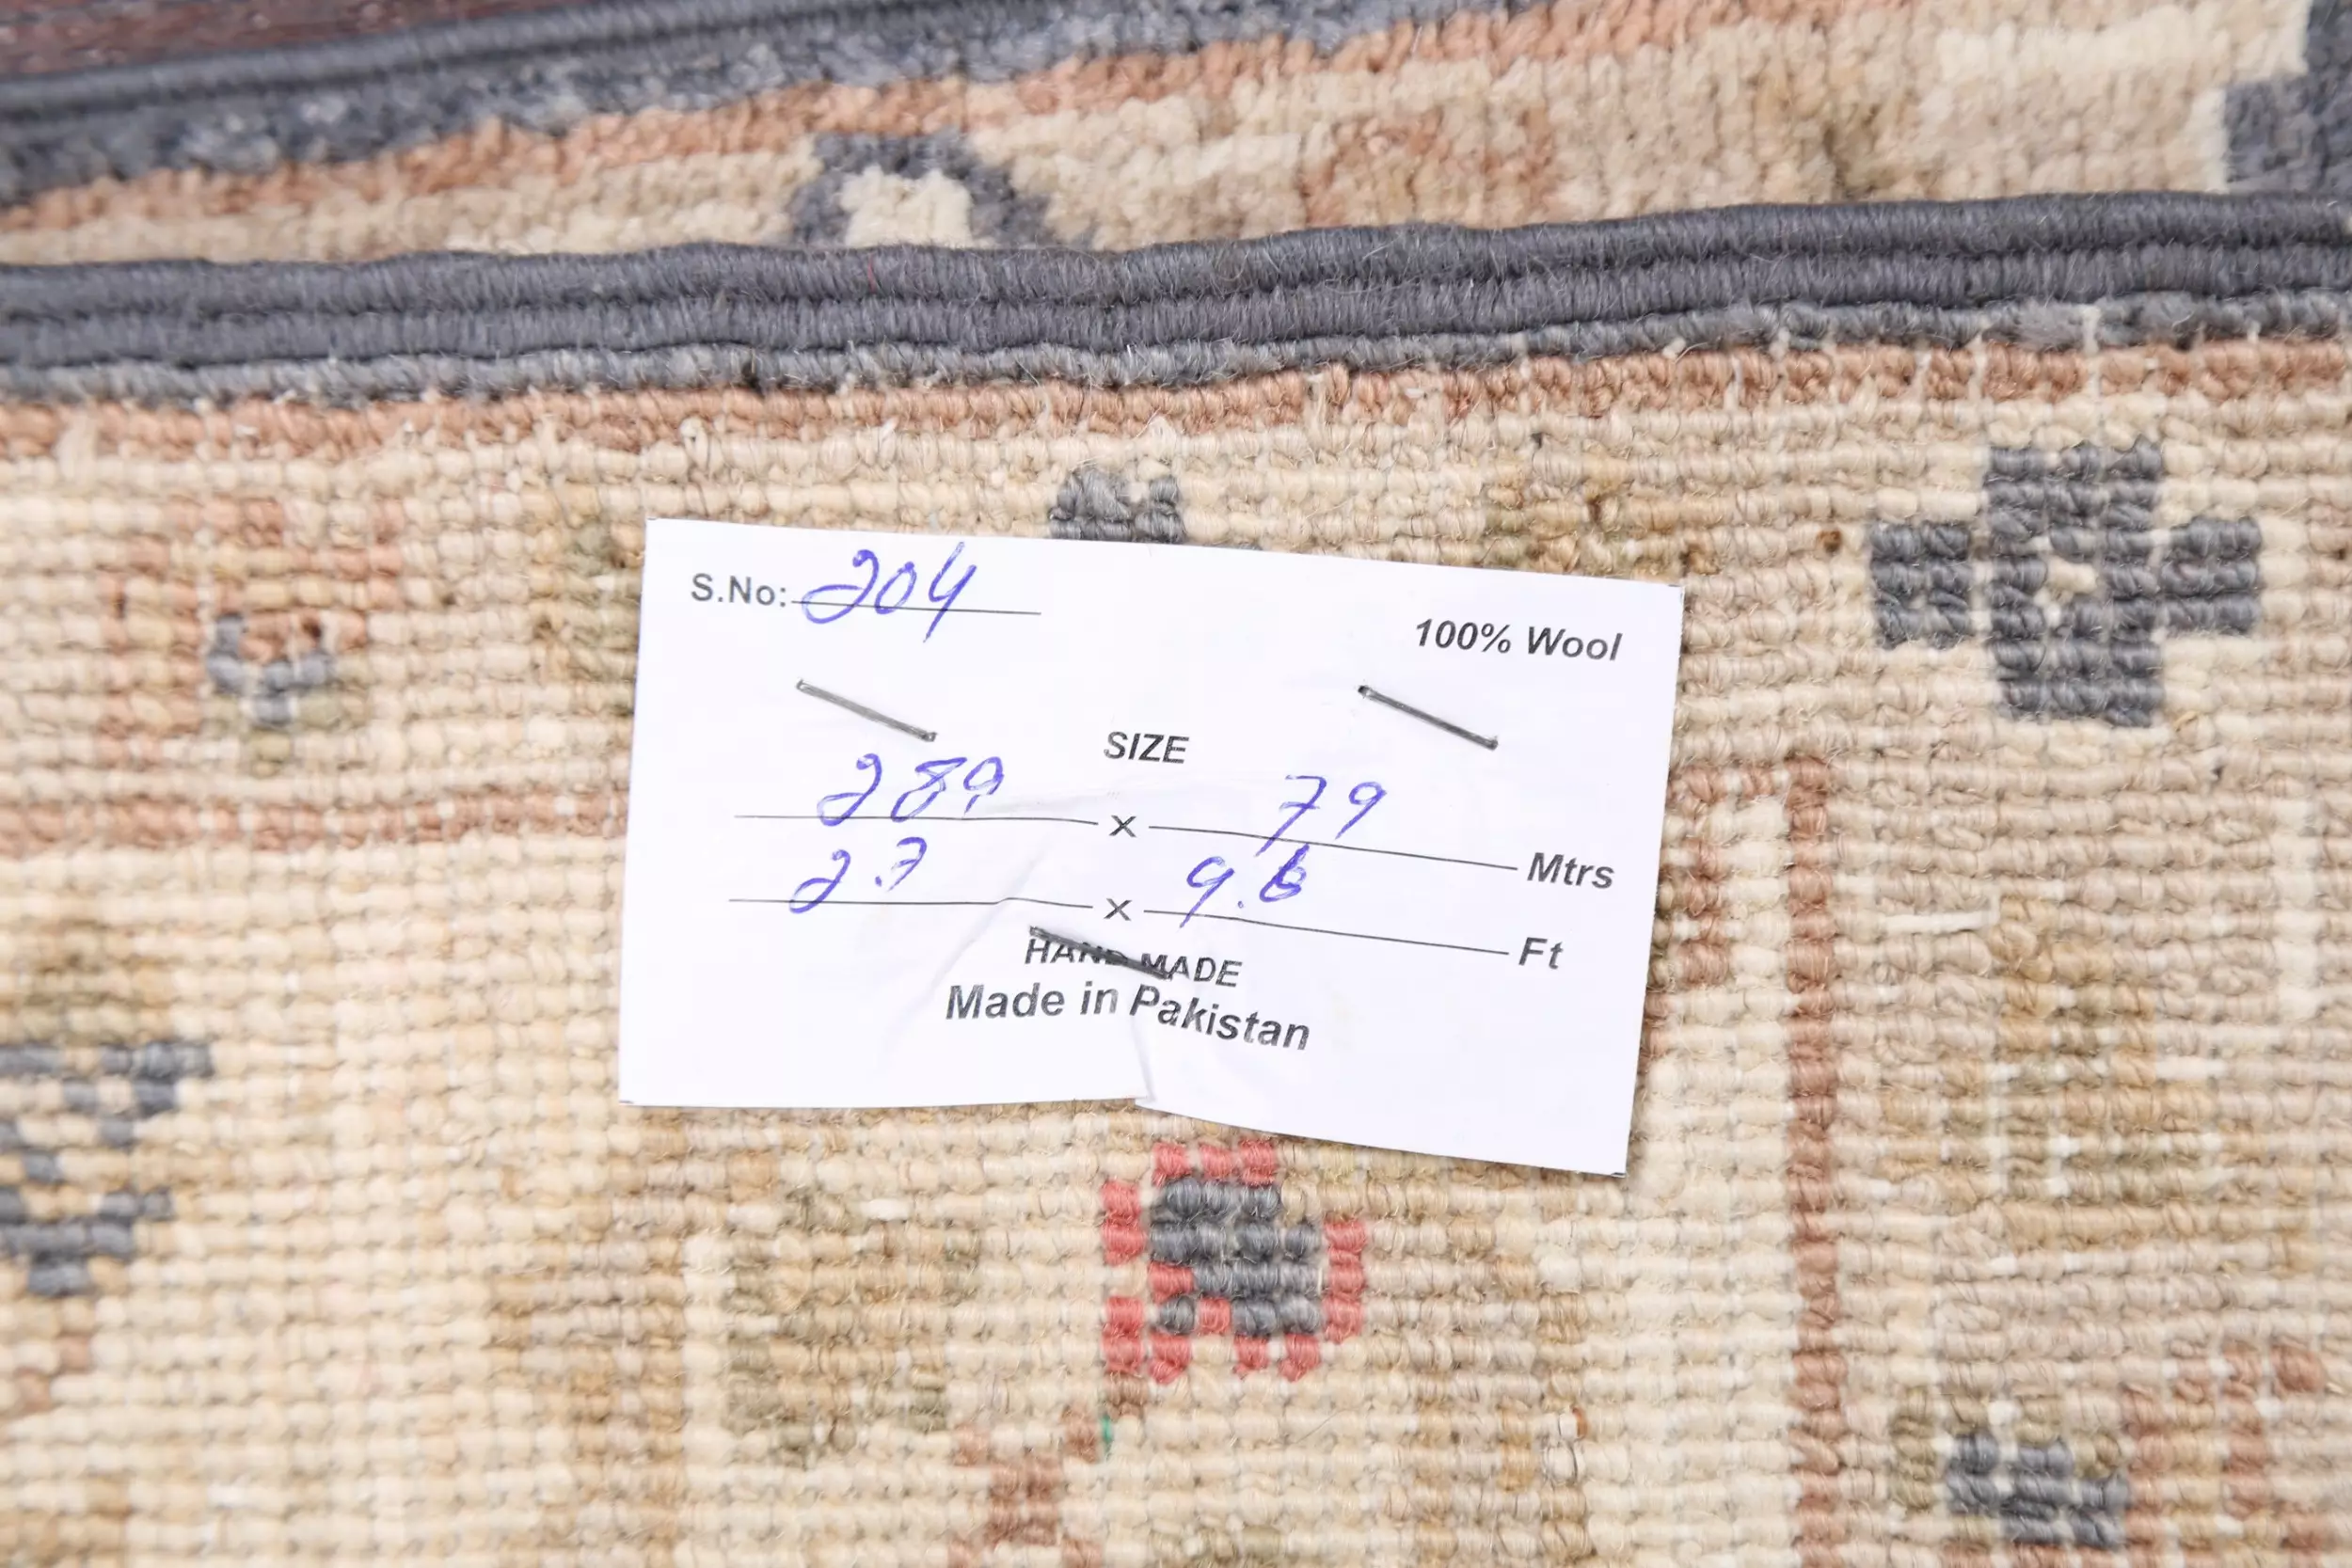 S.No: 204
100% Wool
SIZE
289 x 79 Mtrs
2.7 x 9.6 Ft
HAND MADE
Made in Pakistan